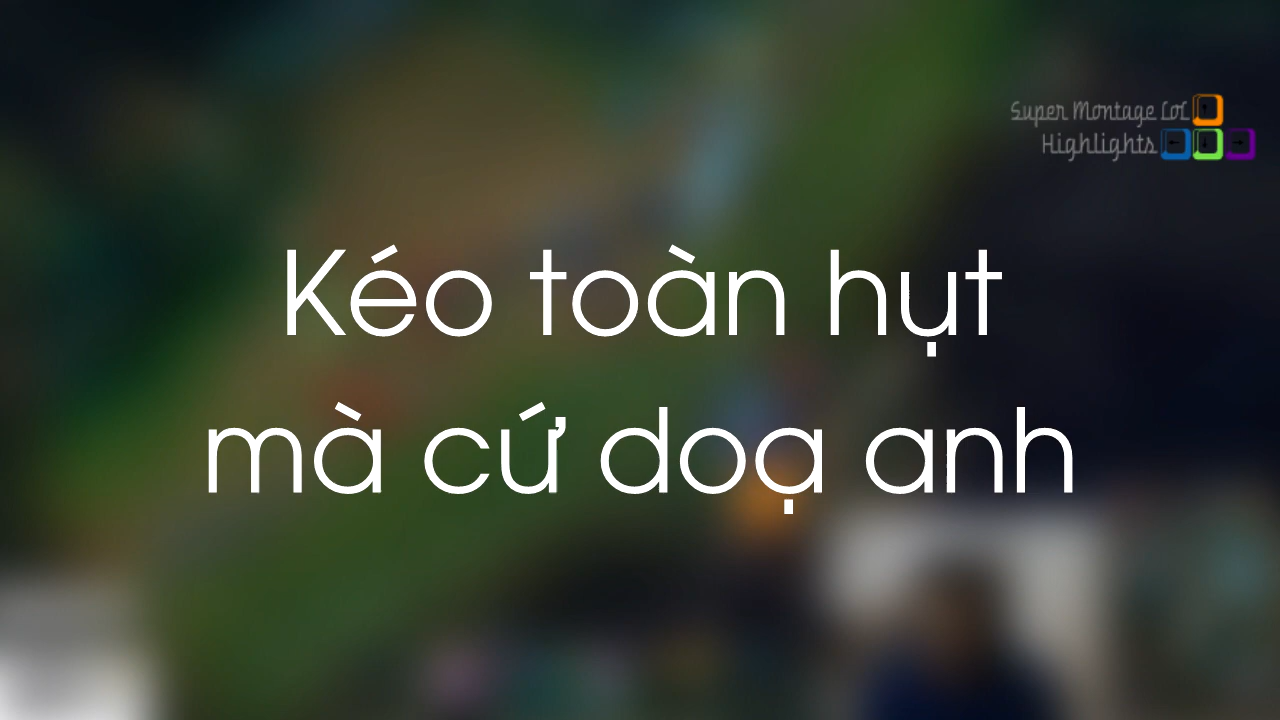 Super Montage LoL
Highlights
Kéo toàn hụt
mà cứ doạ anh